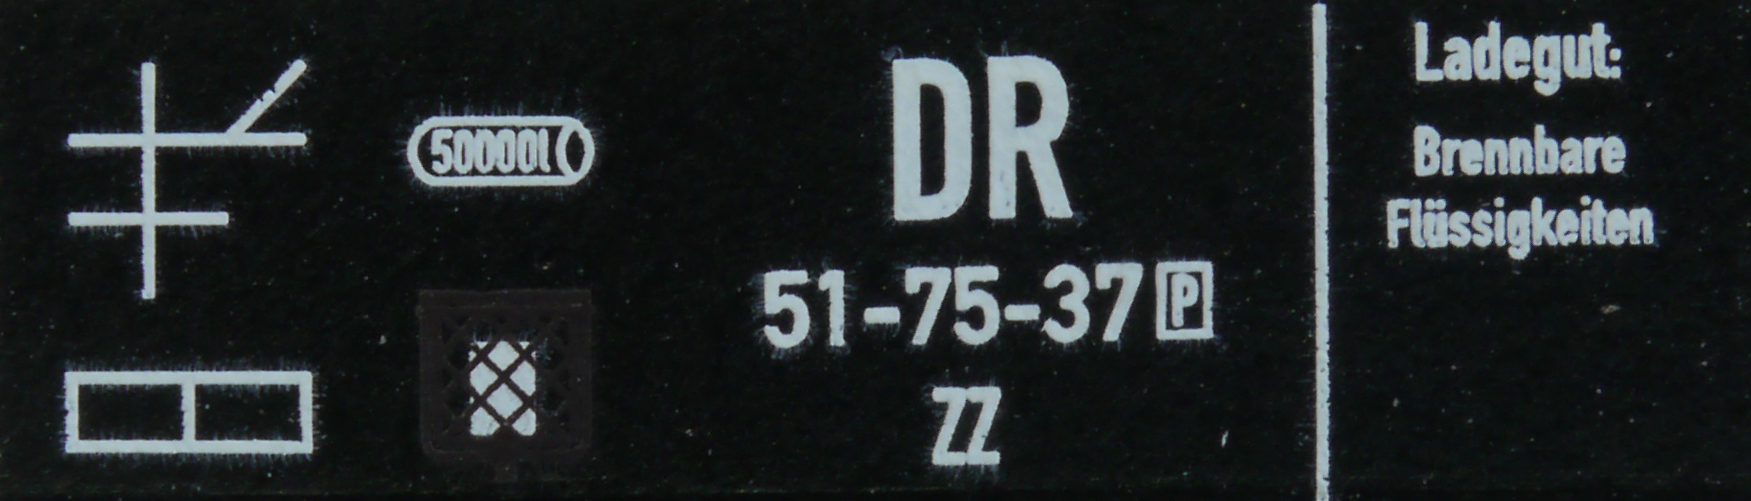 50000l
DR
51-75-37 P
ZZ
Ladegut:
Brennbare
Flüssigkeiten